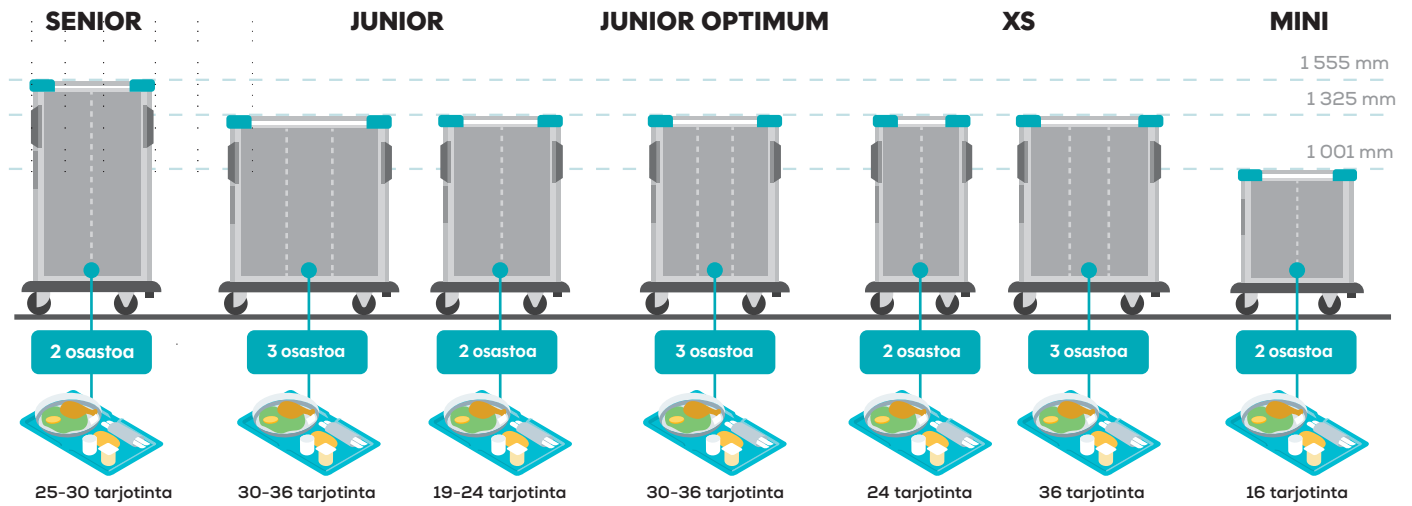 SENIOR
JUNIOR
JUNIOR OPTIMUM
XS
MINI
1 555 mm
1 325 mm
1 001 mm
2 osastoa
3 osastoa
2 osastoa
3 osastoa
2 osastoa
3 osastoa
2 osastoa
25-30 tarjotinta
30-36 tarjotinta
19-24 tarjotinta
30-36 tarjotinta
24 tarjotinta
36 tarjotinta
16 tarjotinta